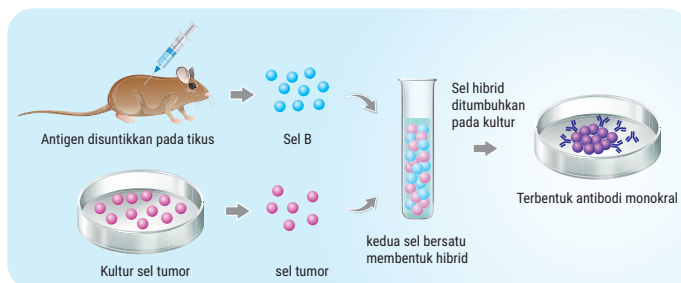 Antigen disuntikkan pada tikus
Sel B
Sel hibrid
ditumbuhkan
pada kultur
Terbentuk antibodi monokral
kedua sel bersatu
membentuk hibrid
Kultur sel tumor
sel tumor